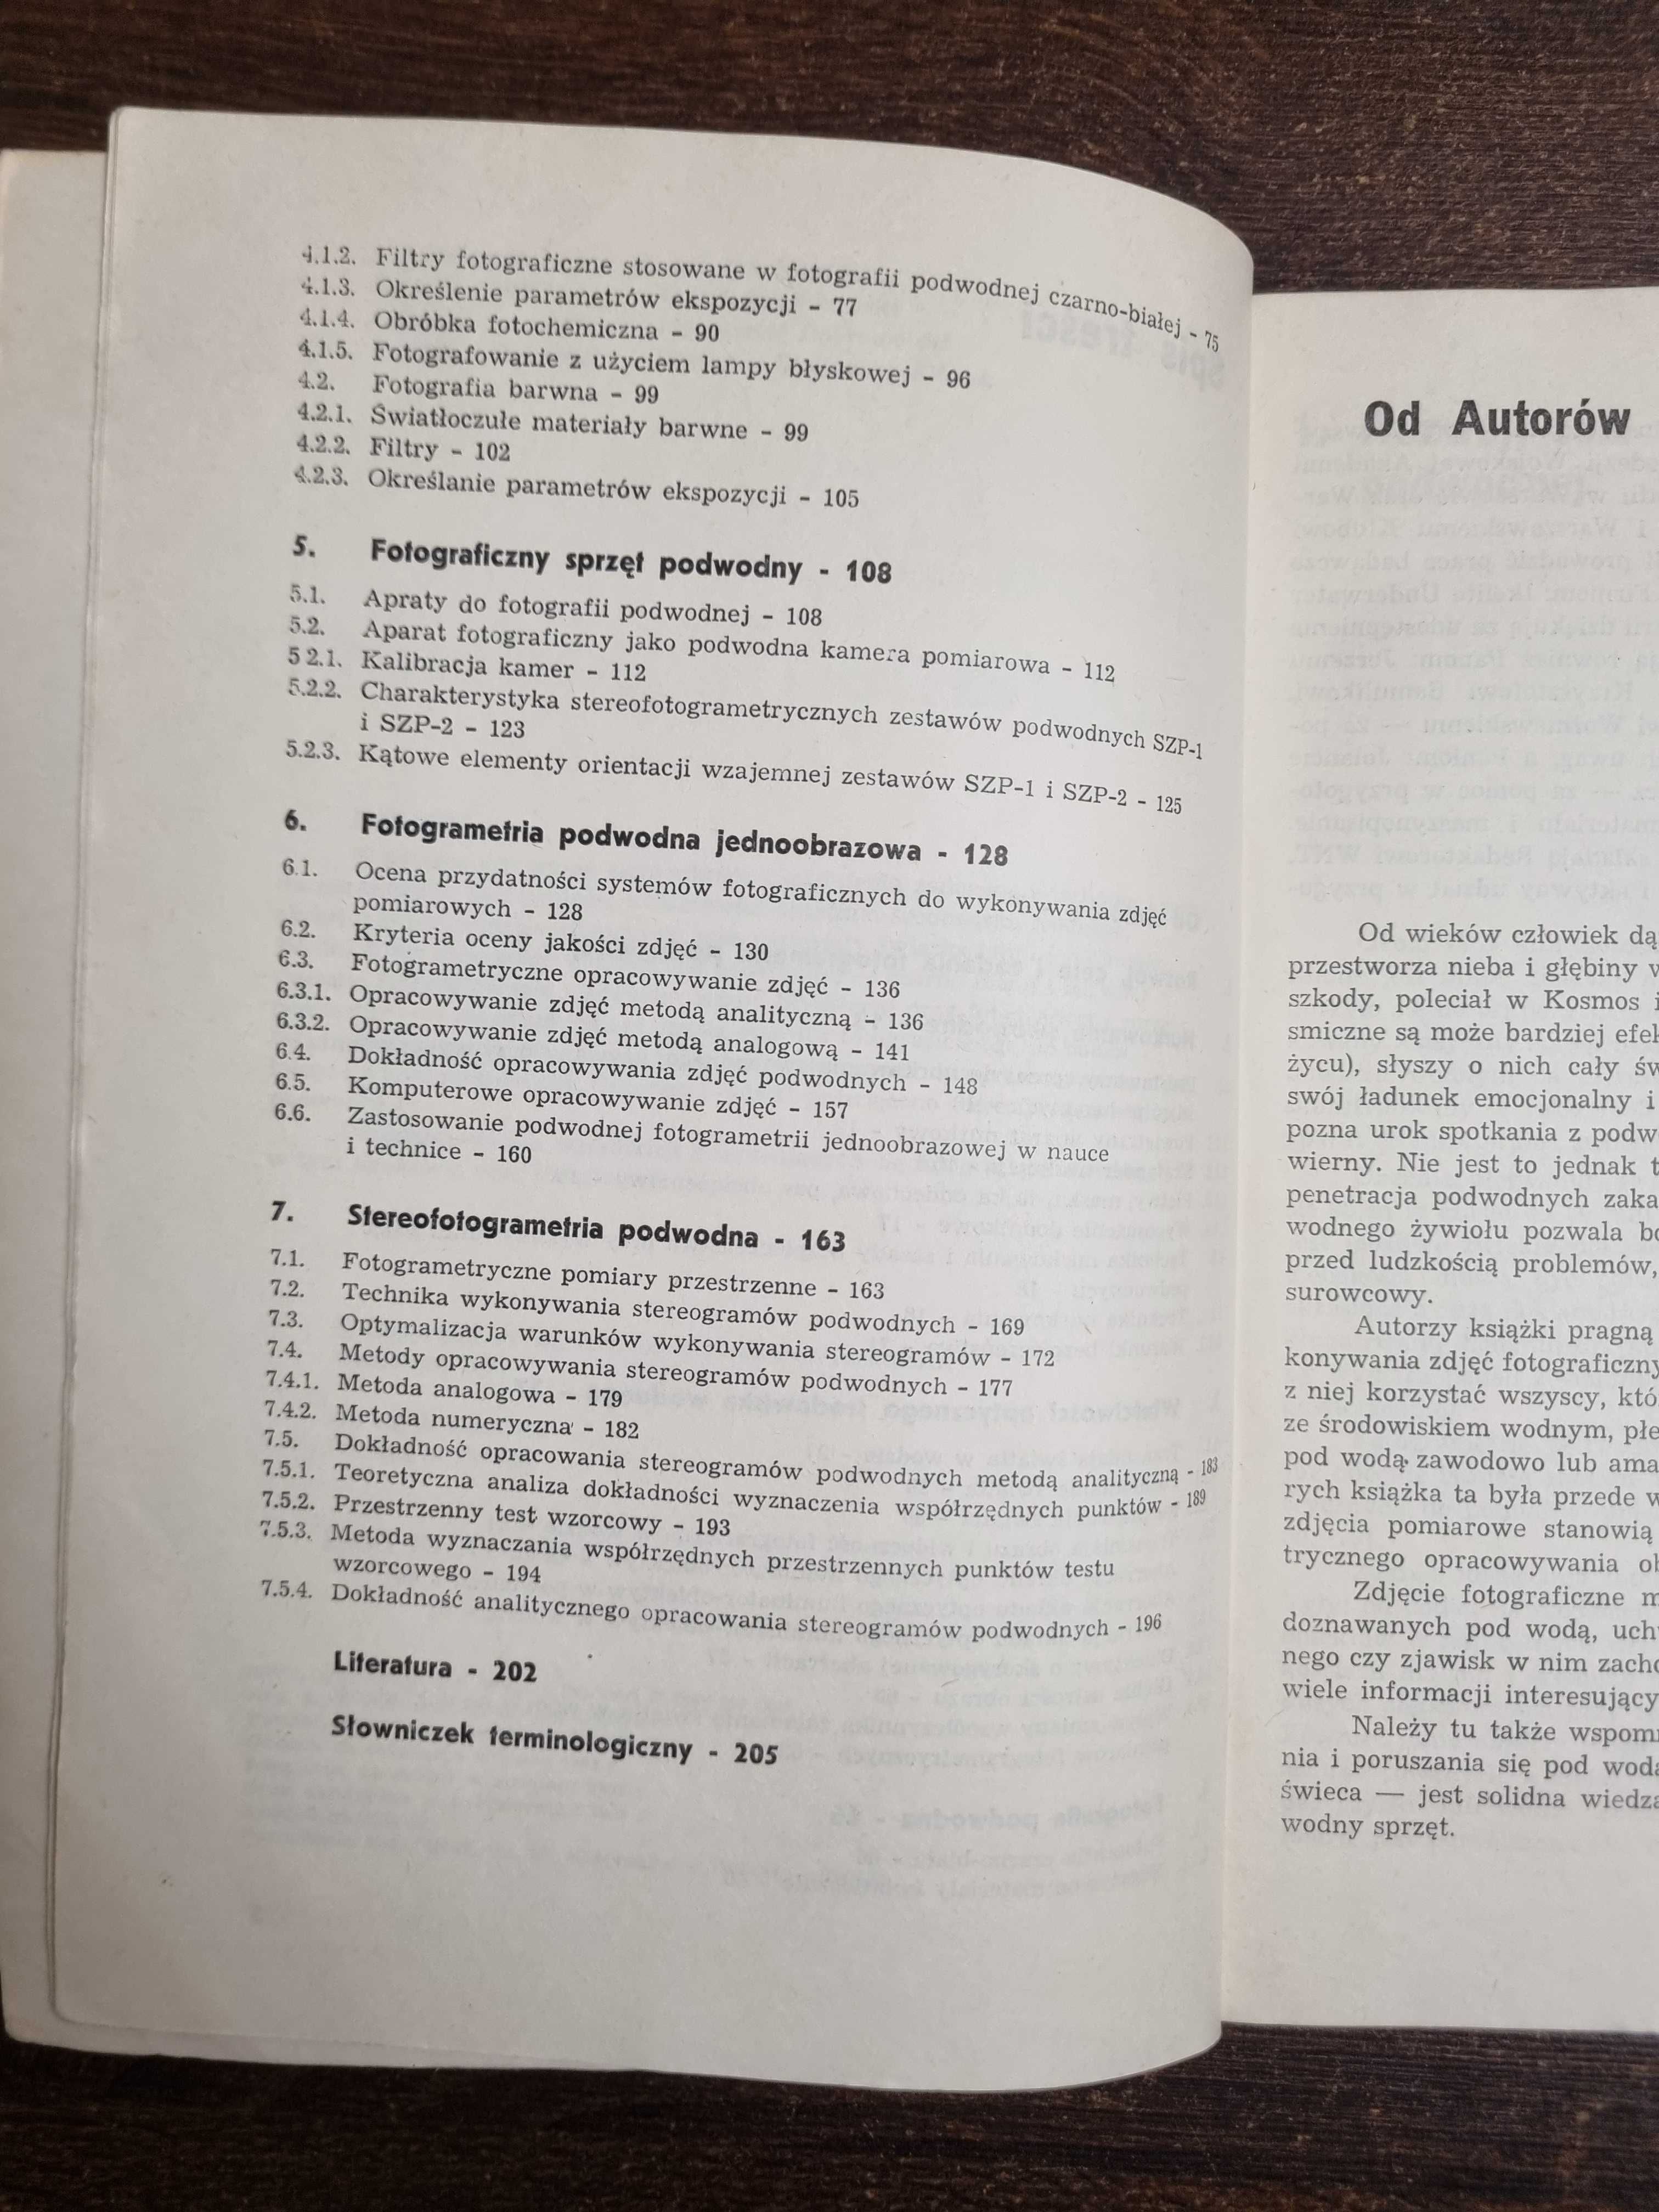 4.1.2. Filtry fotograficzne stosowane w fotografii podwodnej czarno-białej - 75
4.1.3. Określenie parametrów ekspozycji - 77
4.1.4. Obróbka fotochemiczna - 90
4.1.5. Fotografowanie z użyciem lampy błyskowej - 96
4.2. Fotografia barwna - 99
4.2.1. Światłoczułe materiały barwne - 99
4.2.2. Filtry - 102
4.2.3. Określanie parametrów ekspozycji - 105
5. Fotograficzny sprzęt podwodny - 108
5.1. Apraty do fotografii podwodnej - 108
5.2. Aparat fotograficzny jako podwodna kamera pomiarowa - 112
5 2.1. Kalibracja kamer - 112
5.2.2. Charakterystyka stereofotogrametrycznych zestawów podwodnych SZP-1
i SZP-2 - 123
5.2.3. Kątowe elementy orientacji wzajemnej zestawów SZP-1 i SZP-2 - 125
6. Fotogrametria podwodna jednoobrazowa - 128
6.1. Ocena przydatności systemów fotograficznych do wykonywania zdjęć
pomiarowych - 128
6.2. Kryteria oceny jakości zdjęć - 130
6.3. Fotogrametryczne opracowywanie zdjęć - 136
6.3.1. Opracowywanie zdjęć metodą analityczną - 136
6.3.2. Opracowywanie zdjęć metodą analogową - 141
6.4. Dokładność opracowywania zdjęć podwodnych - 148
6.5. Komputerowe opracowywanie zdjęć - 157
6.6. Zastosowanie podwodnej fotogrametrii jednoobrazowej w nauce
i technice - 160
7. Stereofotogrametria podwodna - 163
7.1. Fotogrametryczne pomiary przestrzenne - 163
7.2. Technika wykonywania stereogramów podwodnych - 169
7.3. Optymalizacja warunków wykonywania stereogramów - 172
7.4. Metody opracowywania stereogramów podwodnych - 177
7.4.1. Metoda analogowa - 179
7.4.2. Metoda numeryczna - 182
7.5. Dokładność opracowania stereogramów podwodnych metodą analityczną - 183
7.5.1. Teoretyczna analiza dokładności wyznaczenia współrzędnych punktów - 189
7.5.2. Przestrzenny test wzorcowy - 193
7.5.3. Metoda wyznaczania współrzędnych przestrzennych punktów testu
wzorcowego - 194
7.5.4. Dokładność analitycznego opracowania stereogramów podwodnych - 196
Literatura - 202
Słowniczek terminologiczny - 205
Od Autorów
Od wieków człowiek dą
przestworza nieba i głębiny
szkody, poleciał w Kosmos i
smiczne są może bardziej efek
życu), słyszy o nich cały św
swój ładunek emocjonalny i
pozna urok spotkania z podw
wierny. Nie jest to jednak t
penetracja podwodnych zaka
wodnego żywiołu pozwala bo
przed ludzkością problemów,
surowcowy.
Autorzy książki pragną
konywania zdjęć fotograficzny
z niej korzystać wszyscy, któ
ze środowiskiem wodnym, płe
pod wodą zawodowo lub ama
rych książka ta była przede w
zdjęcia pomiarowe stanowią
trycznego opracowywania ob
Zdjęcie fotograficzne m
doznawanych pod wodą, uch
nego czy zjawisk w nim zach
wiele informacji interesujący
Należy tu także wspom
nia i poruszania się pod wodą
świeca — jest solidna wiedza
wodny sprzęt.